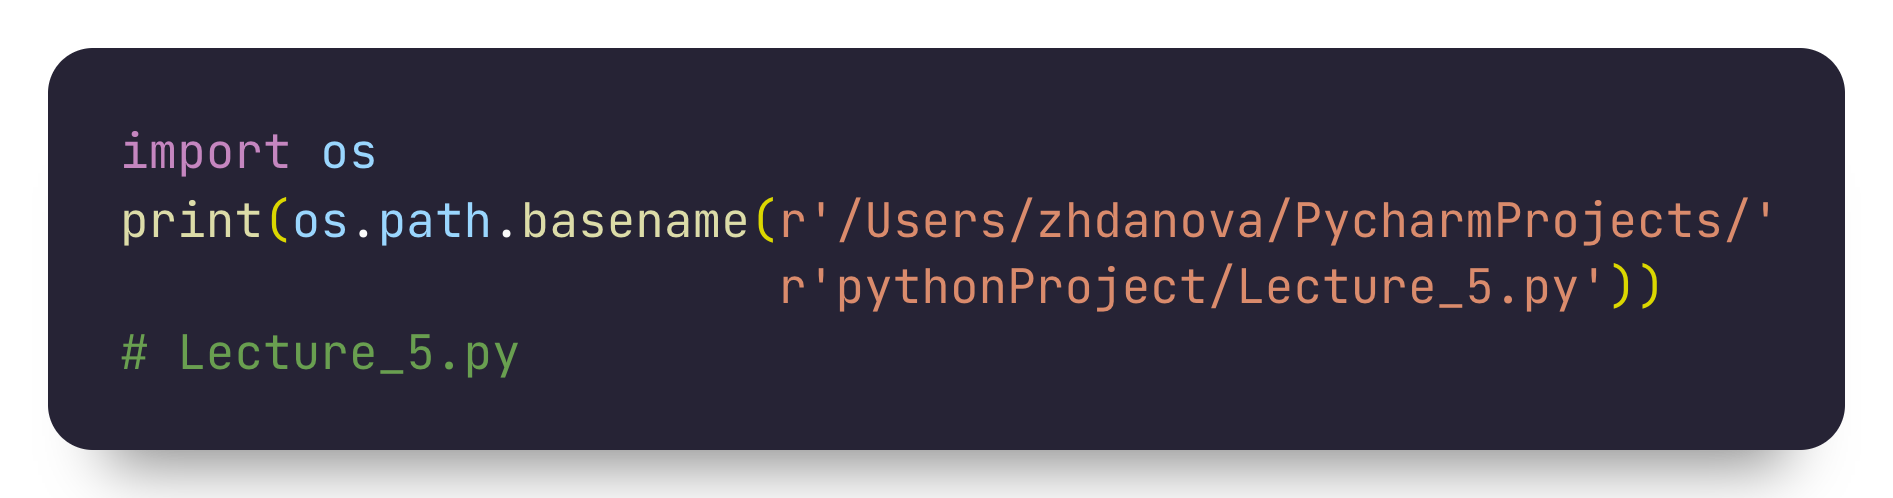 import os
print(os.path.basename(r'/Users/zhdanova/PycharmProjects/'
                       r'pythonProject/Lecture_5.py'))
# Lecture_5.py